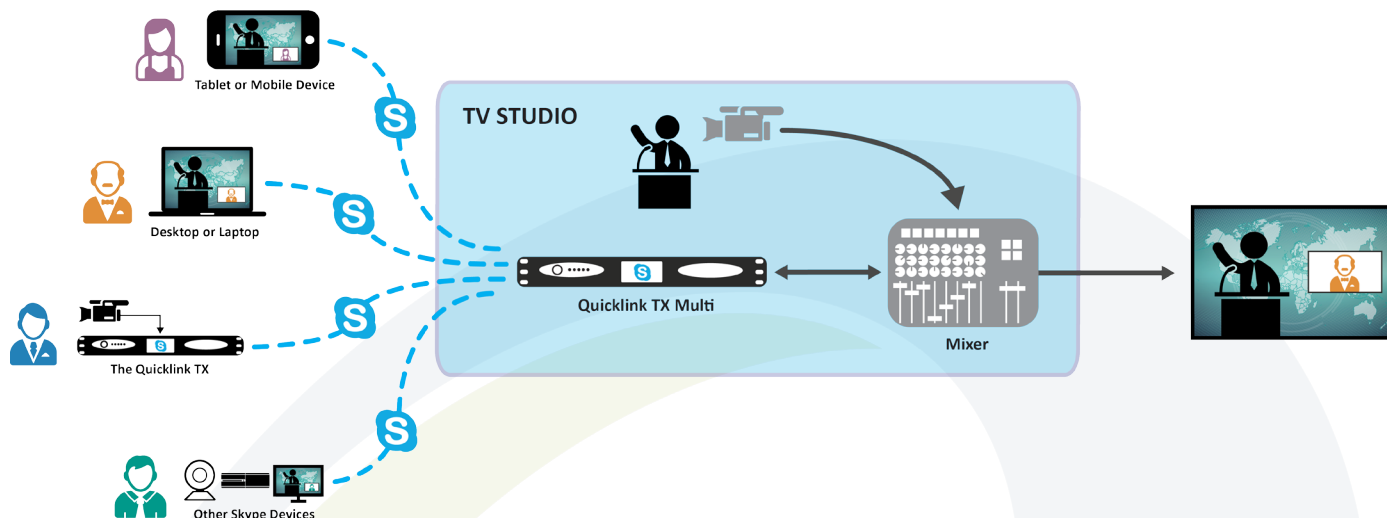 Tablet or Mobile Device
S
TV STUDIO
Desktop or Laptop
S
S
Quicklink TX Multi
Mixer
S
S
The Quicklink TX
S
Other Skype Devices